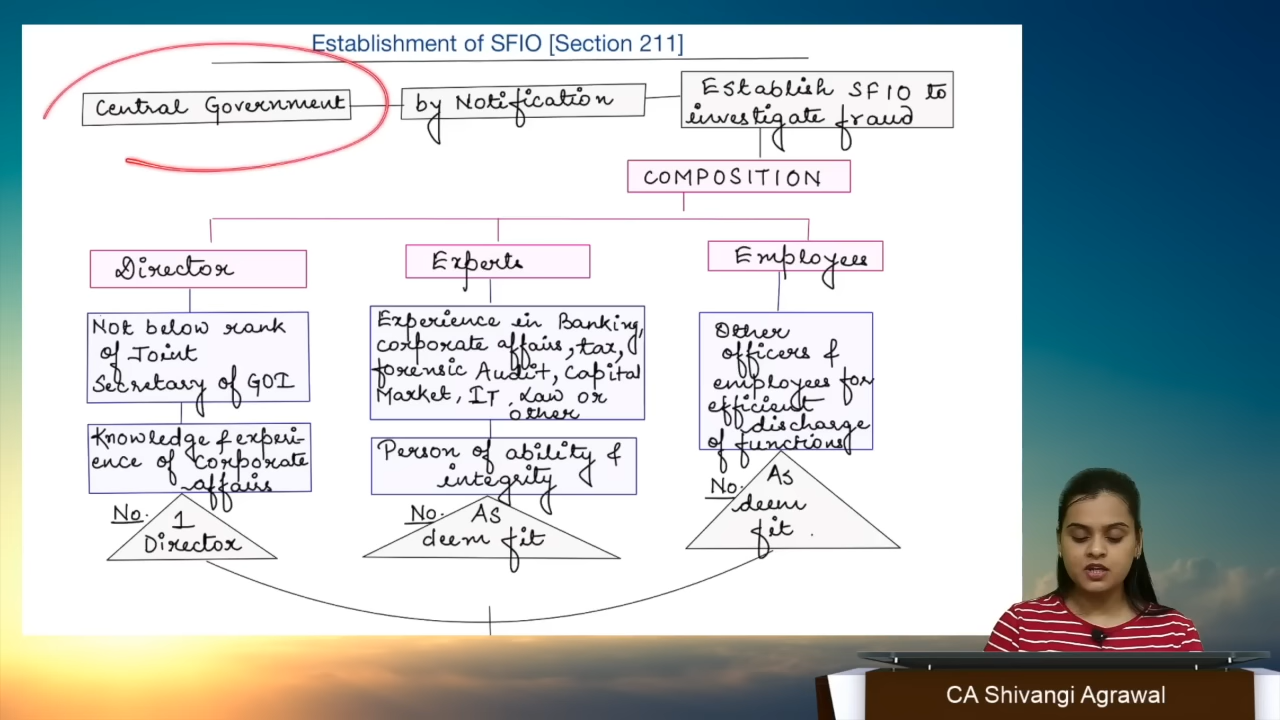 Establishment of SFIO [Section 211]
Central Government
by Notification
Establish SFIO to
investigate fraud
COMPOSITION
Director
Experts
Employees
Not below rank
of Joint
Secretary of GOI
Knowledge & experi-
ence of corporate
affairs
No.
1
Director
Experience in Banking,
corporate affairs, tax,
forensic Audit, Capital
Market, IT, Law or
other
Person of ability &
integrity
No.
As
deem fit
Other
officers &
employees for
efficient
discharge
of functions
No.
As
deem
fit
CA Shivangi Agrawal